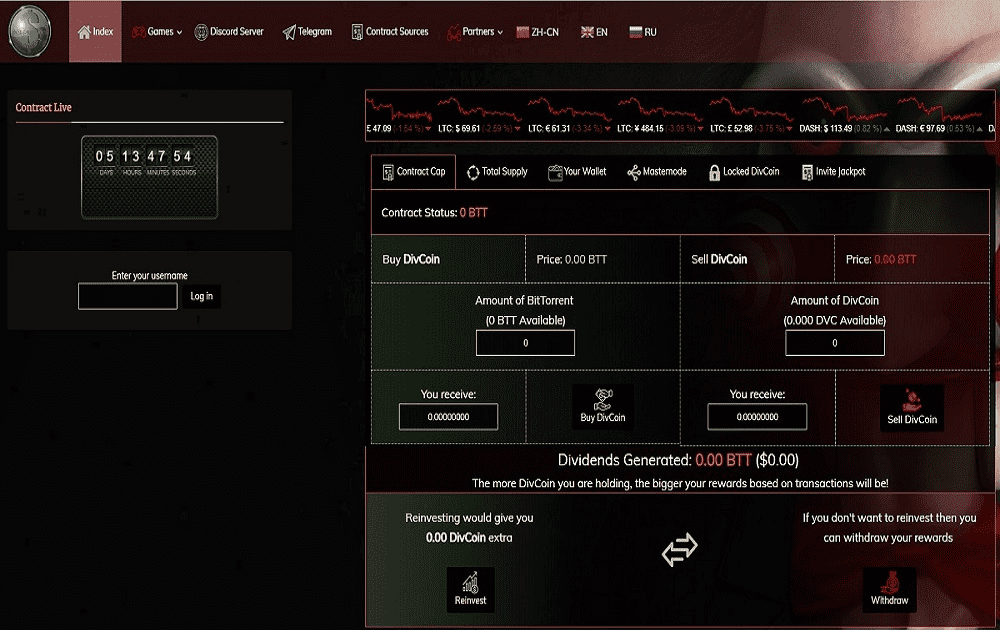 Index
Games
Discord Server
Telegram
Contract Sources
Partners
ZH-CN
EN
RU
Contract Live
05 13 47 54
DAYS HOURS MINUTES SECONDS
Enter your username
Log in
£ 47.09 (-1.54 %)
LTC: $ 69.61 (-2.69 %)
LTC: € 61.31 (-3.34 %)
LTC: ¥ 484.15 (-3.09 %)
LTC: £ 52.98 (-3.75 %)
DASH: $ 113.49 (0.82 %)
DASH: € 97.69 (0.53 %)
Contract Cap
Total Supply
Your Wallet
Masternode
Locked DivCoin
Invite Jackpot
Contract Status: 0 BTT
Buy DivCoin
Price: 0.00 BTT
Sell DivCoin
Price: 0.00 BTT
Amount of BitTorrent
(0 BTT Available)
0
Amount of DivCoin
(0.000 DVC Available)
0
You receive:
0.00000000
Buy DivCoin
You receive:
0.00000000
Sell DivCoin
Dividends Generated: 0.00 BTT ($0.00)
The more DivCoin you are holding, the bigger your rewards based on transactions will be!
Reinvesting would give you
0.00 DivCoin extra
Reinvest
If you don't want to reinvest then you
can withdraw your rewards
Withdraw